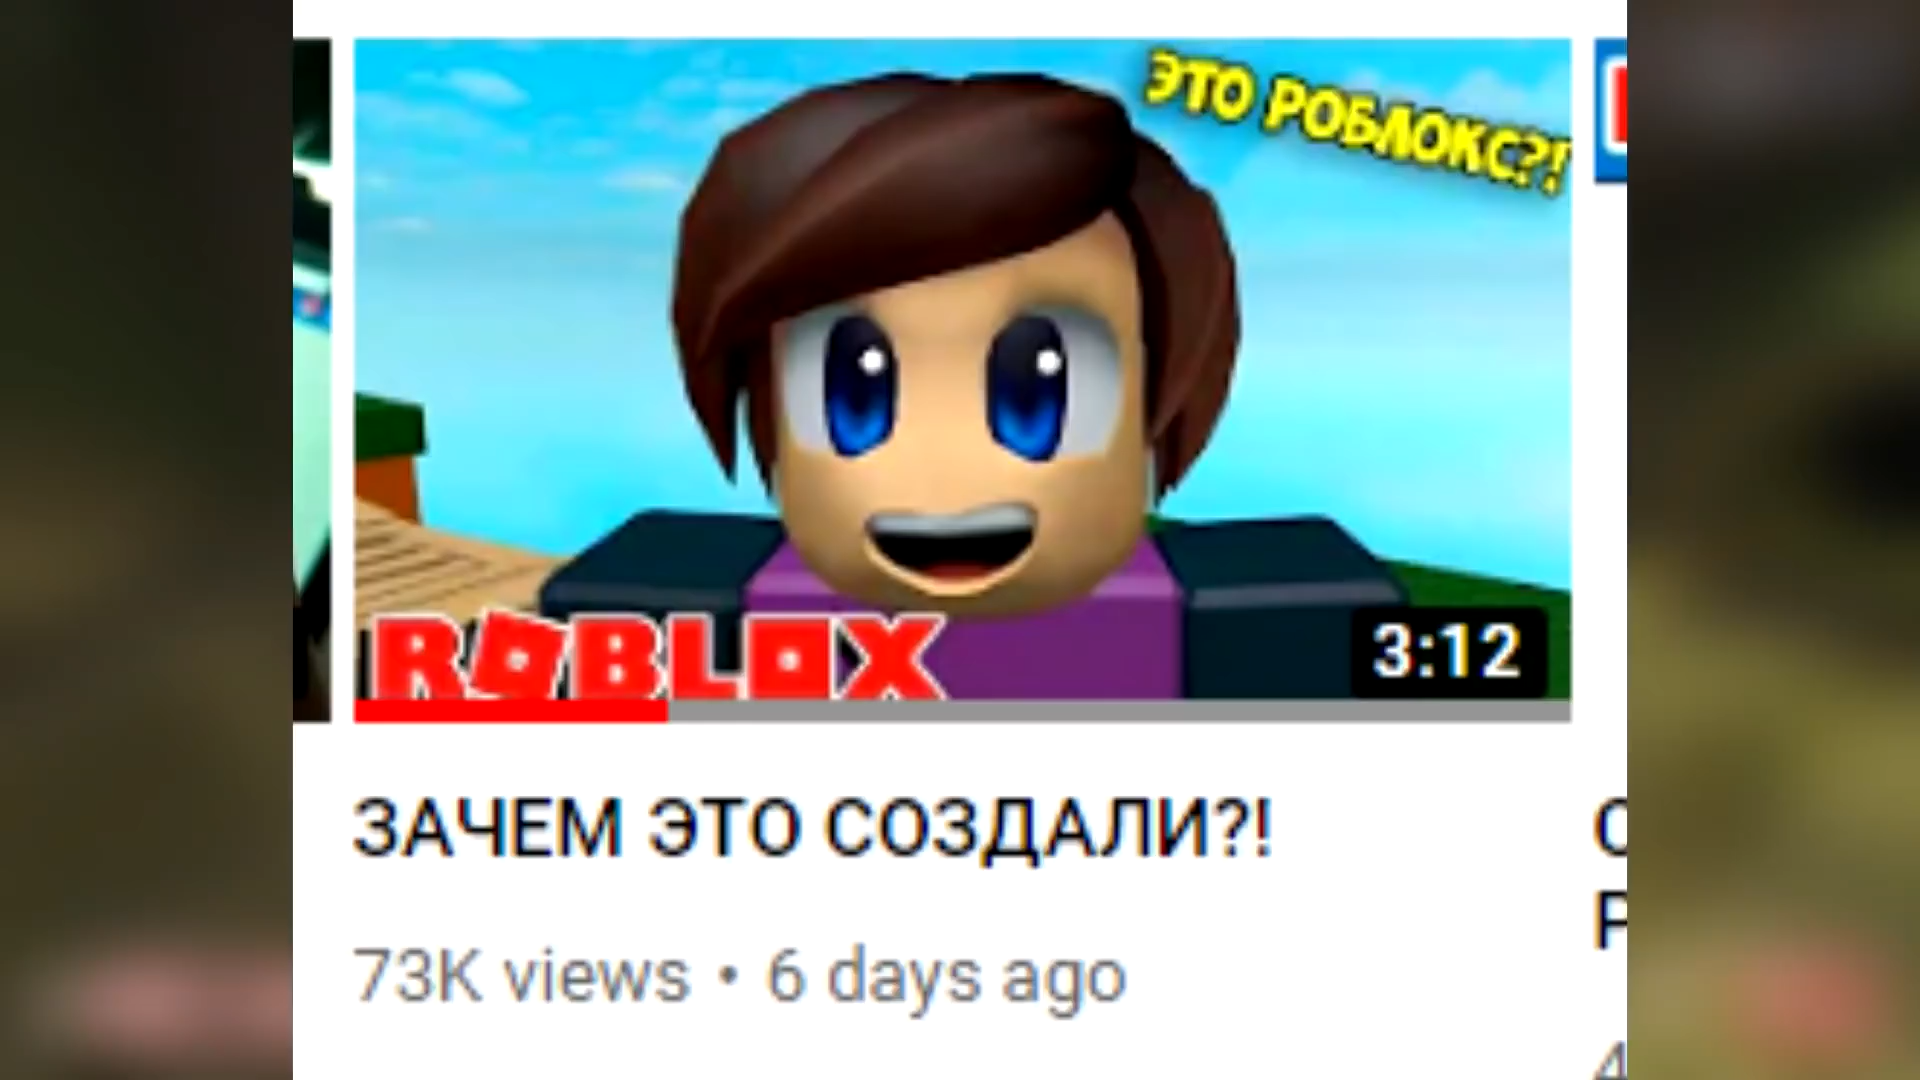 ЭТО РОБЛОКС?!
ROBLOX
3:12
ЗАЧЕМ ЭТО СОЗДАЛИ?!
73K views • 6 days ago